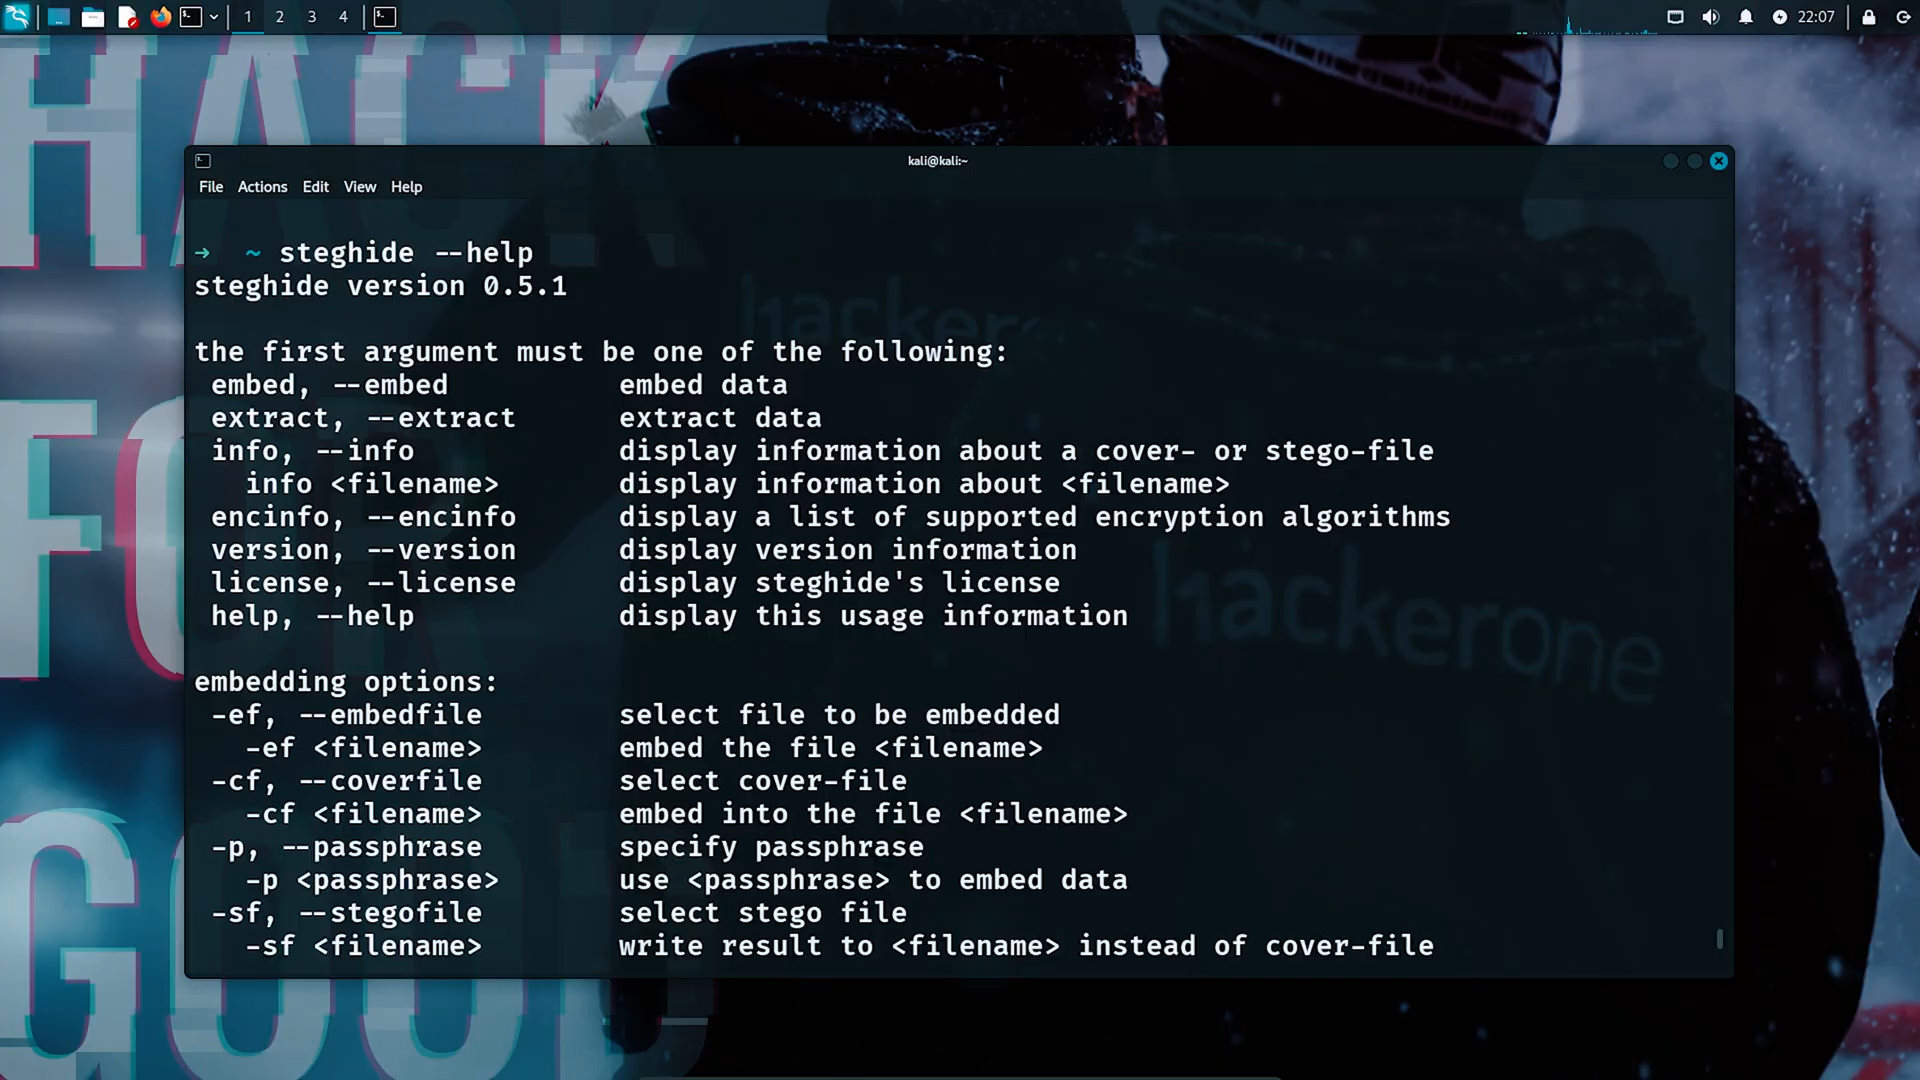 1 2 3 4
22:07
HACK
FOR
GOOD
kali@kali:~
File Actions Edit View Help
→ ~ steghide --help
steghide version 0.5.1
the first argument must be one of the following:
embed, --embed embed data
extract, --extract extract data
info, --info display information about a cover- or stego-file
info <filename> display information about <filename>
encinfo, --encinfo display a list of supported encryption algorithms
version, --version display version information
license, --license display steghide's license
help, --help display this usage information
embedding options:
-ef, --embedfile select file to be embedded
-ef <filename> embed the file <filename>
-cf, --coverfile select cover-file
-cf <filename> embed into the file <filename>
-p, --passphrase specify passphrase
-p <passphrase> use <passphrase> to embed data
-sf, --stegofile select stego file
-sf <filename> write result to <filename> instead of cover-file
hackerone
hackerone